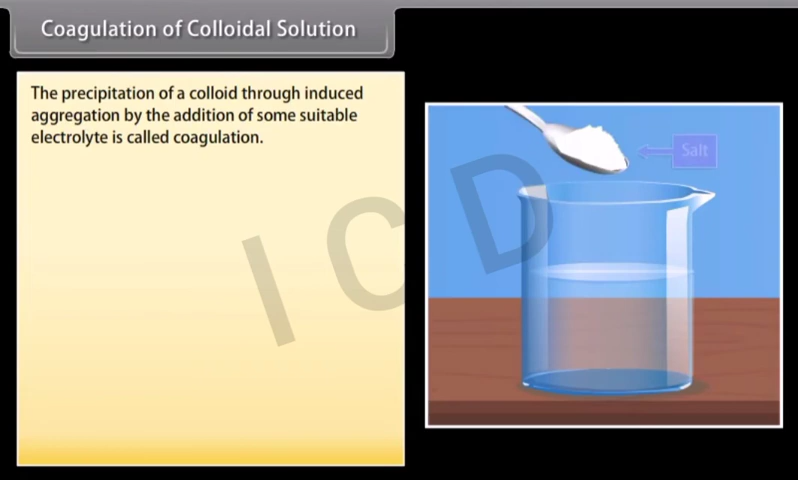 Coagulation of Colloidal Solution
The precipitation of a colloid through induced
aggregation by the addition of some suitable
electrolyte is called coagulation.
Salt
I C D